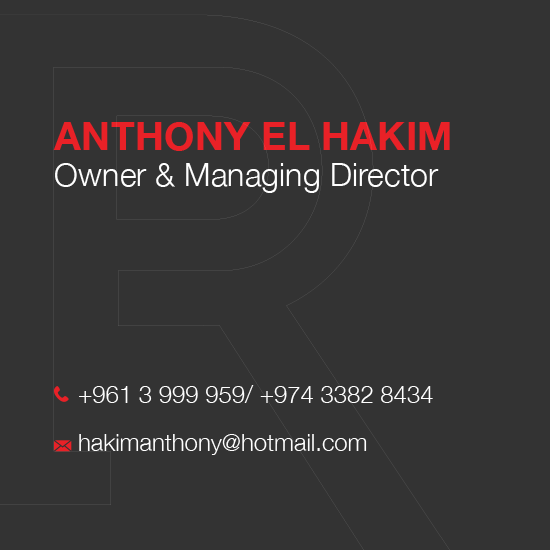 ANTHONY EL HAKIM
Owner & Managing Director
+961 3 999 959/ +974 3382 8434
hakimanthony@hotmail.com